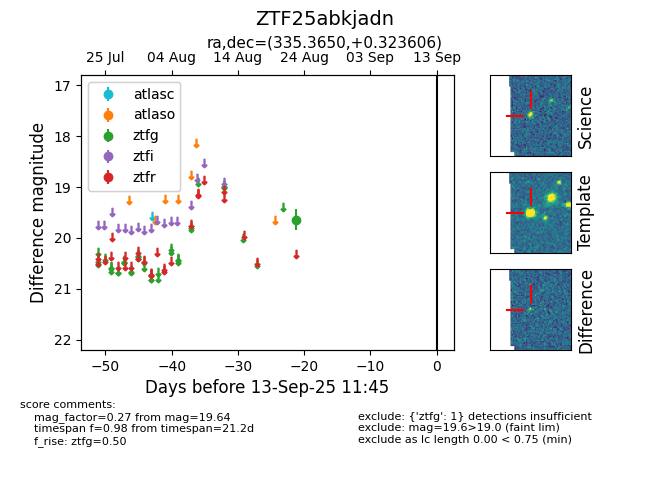 ZTF25abkjadn
ra,dec=(335.3650,+0.323606)
25 Jul 04 Aug 14 Aug 24 Aug 03 Sep 13 Sep
17
18
19
20
21
22
Difference magnitude
atlasc
atlaso
ztfg
ztfi
ztfr
−50 −40 −30 −20 −10 0
Days before 13-Sep-25 11:45
Science
Template
Difference
score comments:
mag_factor=0.27 from mag=19.64
timespan f=0.98 from timespan=21.2d
f_rise: ztfg=0.50
exclude: {'ztfg': 1} detections insufficient
exclude: mag=19.6>19.0 (faint lim)
exclude as lc length 0.00 < 0.75 (min)